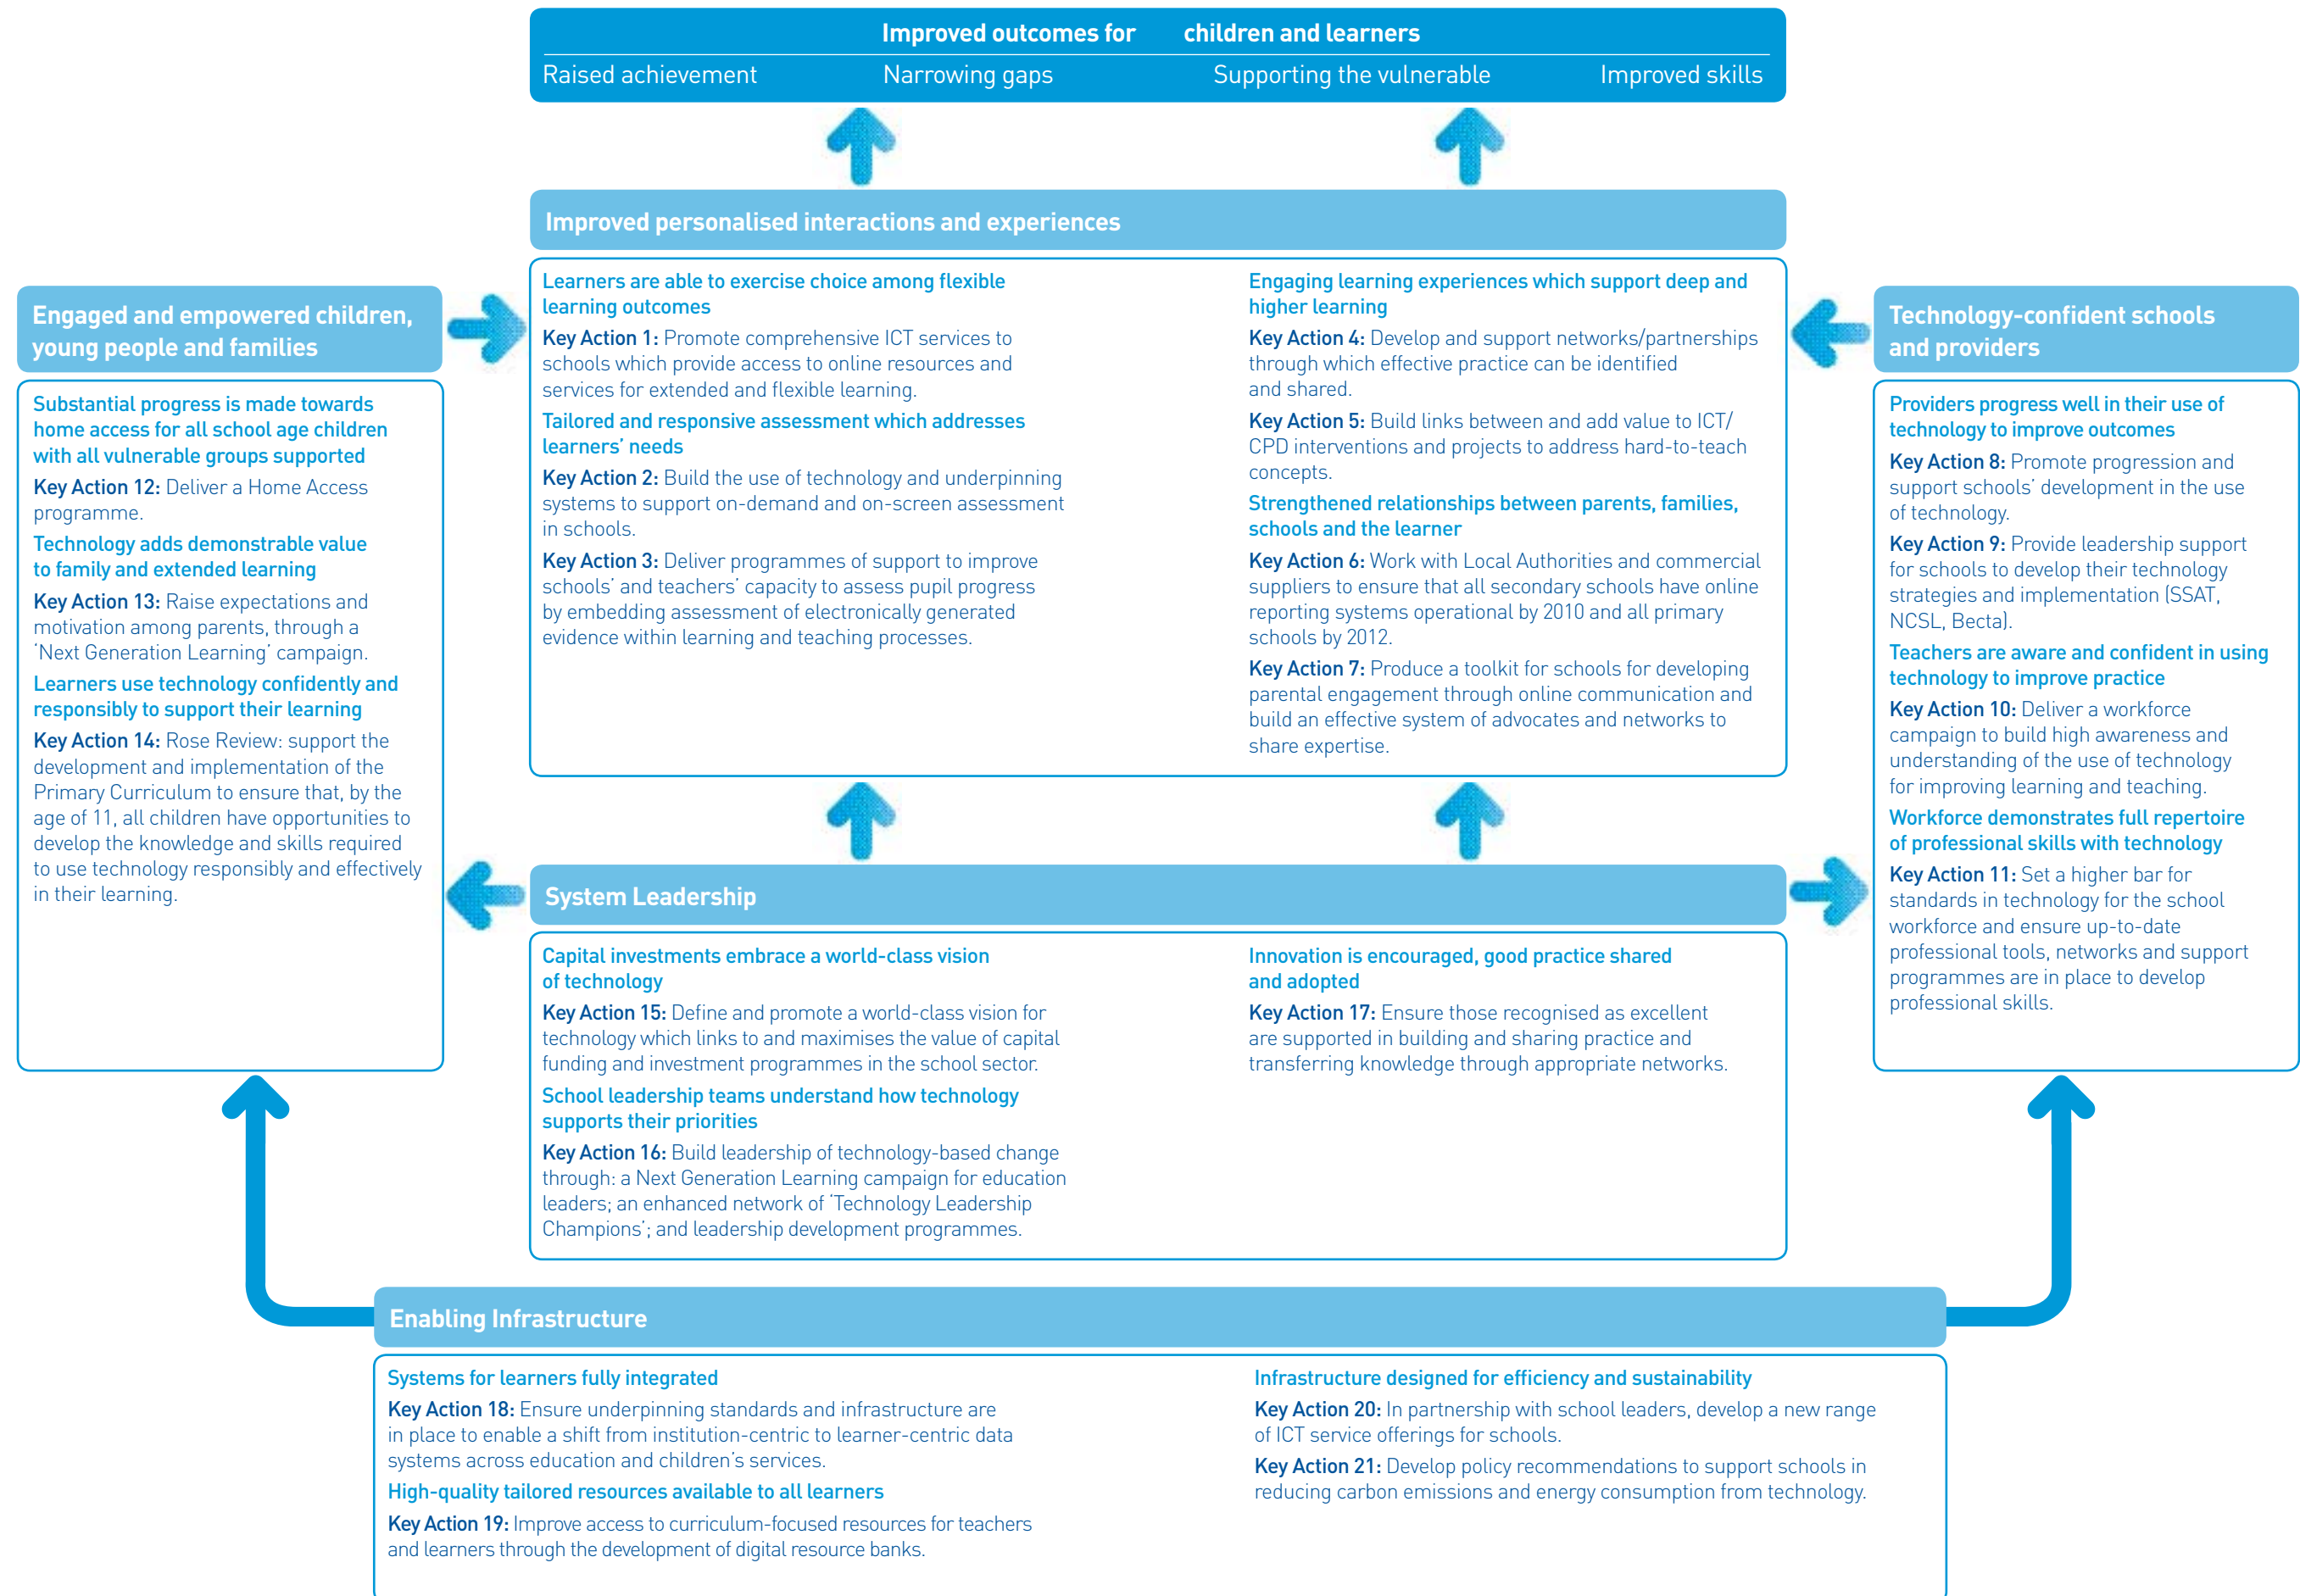 Improved outcomes for children and learners
Raised achievement Narrowing gaps Supporting the vulnerable Improved skills
Improved personalised interactions and experiences
Learners are able to exercise choice among flexible
learning outcomes
Key Action 1: Promote comprehensive ICT services to
schools which provide access to online resources and
services for extended and flexible learning.
Tailored and responsive assessment which addresses
learners’ needs
Key Action 2: Build the use of technology and underpinning
systems to support on-demand and on-screen assessment
in schools.
Key Action 3: Deliver programmes of support to improve
schools’ and teachers’ capacity to assess pupil progress
by embedding assessment of electronically generated
evidence within learning and teaching processes.
Engaging learning experiences which support deep and
higher learning
Key Action 4: Develop and support networks/partnerships
through which effective practice can be identified
and shared.
Key Action 5: Build links between and add value to ICT/
CPD interventions and projects to address hard-to-teach
concepts.
Strengthened relationships between parents, families,
schools and the learner
Key Action 6: Work with Local Authorities and commercial
suppliers to ensure that all secondary schools have online
reporting systems operational by 2010 and all primary
schools by 2012.
Key Action 7: Produce a toolkit for schools for developing
parental engagement through online communication and
build an effective system of advocates and networks to
share expertise.
Engaged and empowered children,
young people and families
Substantial progress is made towards
home access for all school age children
with all vulnerable groups supported
Key Action 12: Deliver a Home Access
programme.
Technology adds demonstrable value
to family and extended learning
Key Action 13: Raise expectations and
motivation among parents, through a
‘Next Generation Learning’ campaign.
Learners use technology confidently and
responsibly to support their learning
Key Action 14: Rose Review: support the
development and implementation of the
Primary Curriculum to ensure that, by the
age of 11, all children have opportunities to
develop the knowledge and skills required
to use technology responsibly and effectively
in their learning.
Technology-confident schools
and providers
Providers progress well in their use of
technology to improve outcomes
Key Action 8: Promote progression and
support schools’ development in the use
of technology.
Key Action 9: Provide leadership support
for schools to develop their technology
strategies and implementation (SSAT,
NCSL, Becta).
Teachers are aware and confident in using
technology to improve practice
Key Action 10: Deliver a workforce
campaign to build high awareness and
understanding of the use of technology
for improving learning and teaching.
Workforce demonstrates full repertoire
of professional skills with technology
Key Action 11: Set a higher bar for
standards in technology for the school
workforce and ensure up-to-date
professional tools, networks and support
programmes are in place to develop
professional skills.
System Leadership
Capital investments embrace a world-class vision
of technology
Key Action 15: Define and promote a world-class vision for
technology which links to and maximises the value of capital
funding and investment programmes in the school sector.
School leadership teams understand how technology
supports their priorities
Key Action 16: Build leadership of technology-based change
through: a Next Generation Learning campaign for education
leaders; an enhanced network of ‘Technology Leadership
Champions’; and leadership development programmes.
Innovation is encouraged, good practice shared
and adopted
Key Action 17: Ensure those recognised as excellent
are supported in building and sharing practice and
transferring knowledge through appropriate networks.
Enabling Infrastructure
Systems for learners fully integrated
Key Action 18: Ensure underpinning standards and infrastructure are
in place to enable a shift from institution-centric to learner-centric data
systems across education and children’s services.
High-quality tailored resources available to all learners
Key Action 19: Improve access to curriculum-focused resources for teachers
and learners through the development of digital resource banks.
Infrastructure designed for efficiency and sustainability
Key Action 20: In partnership with school leaders, develop a new range
of ICT service offerings for schools.
Key Action 21: Develop policy recommendations to support schools in
reducing carbon emissions and energy consumption from technology.